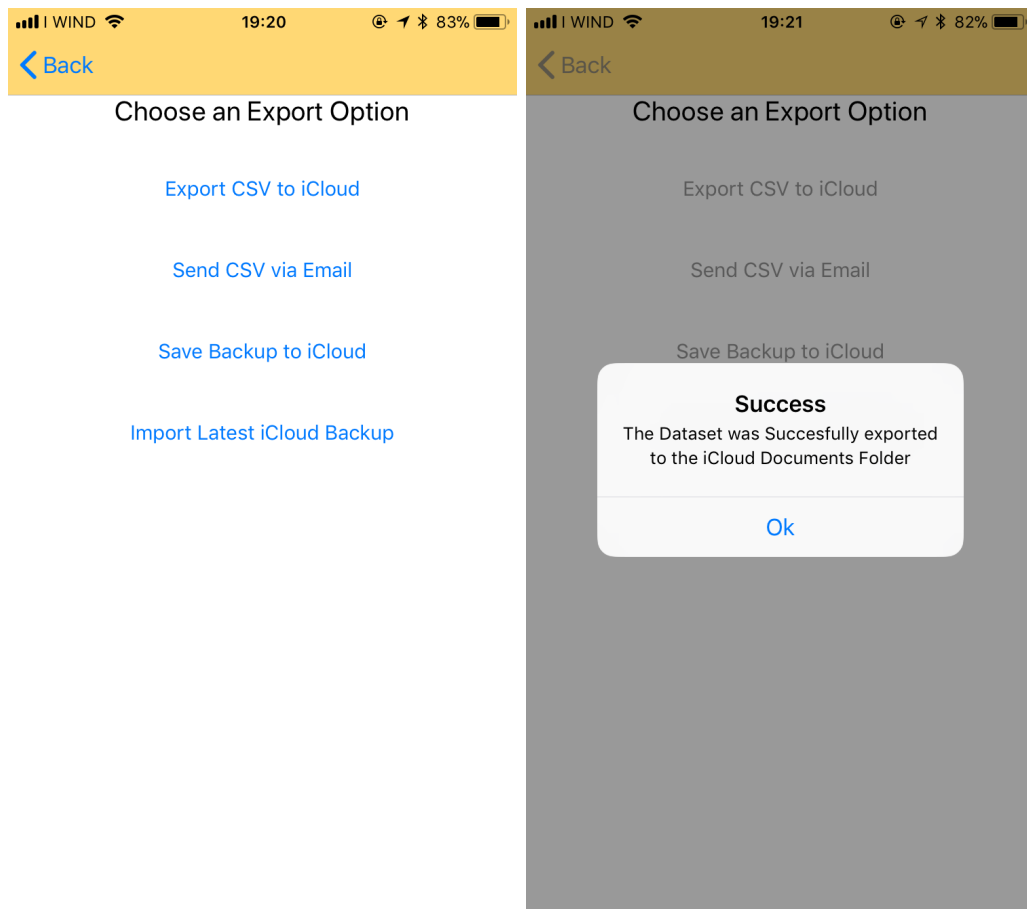 I WIND 19:20 83%
Back
Choose an Export Option
Export CSV to iCloud
Send CSV via Email
Save Backup to iCloud
Import Latest iCloud Backup
I WIND 19:21 82%
Back
Choose an Export Option
Export CSV to iCloud
Send CSV via Email
Save Backup to iCloud
Success
The Dataset was Succesfully exported
to the iCloud Documents Folder
Ok